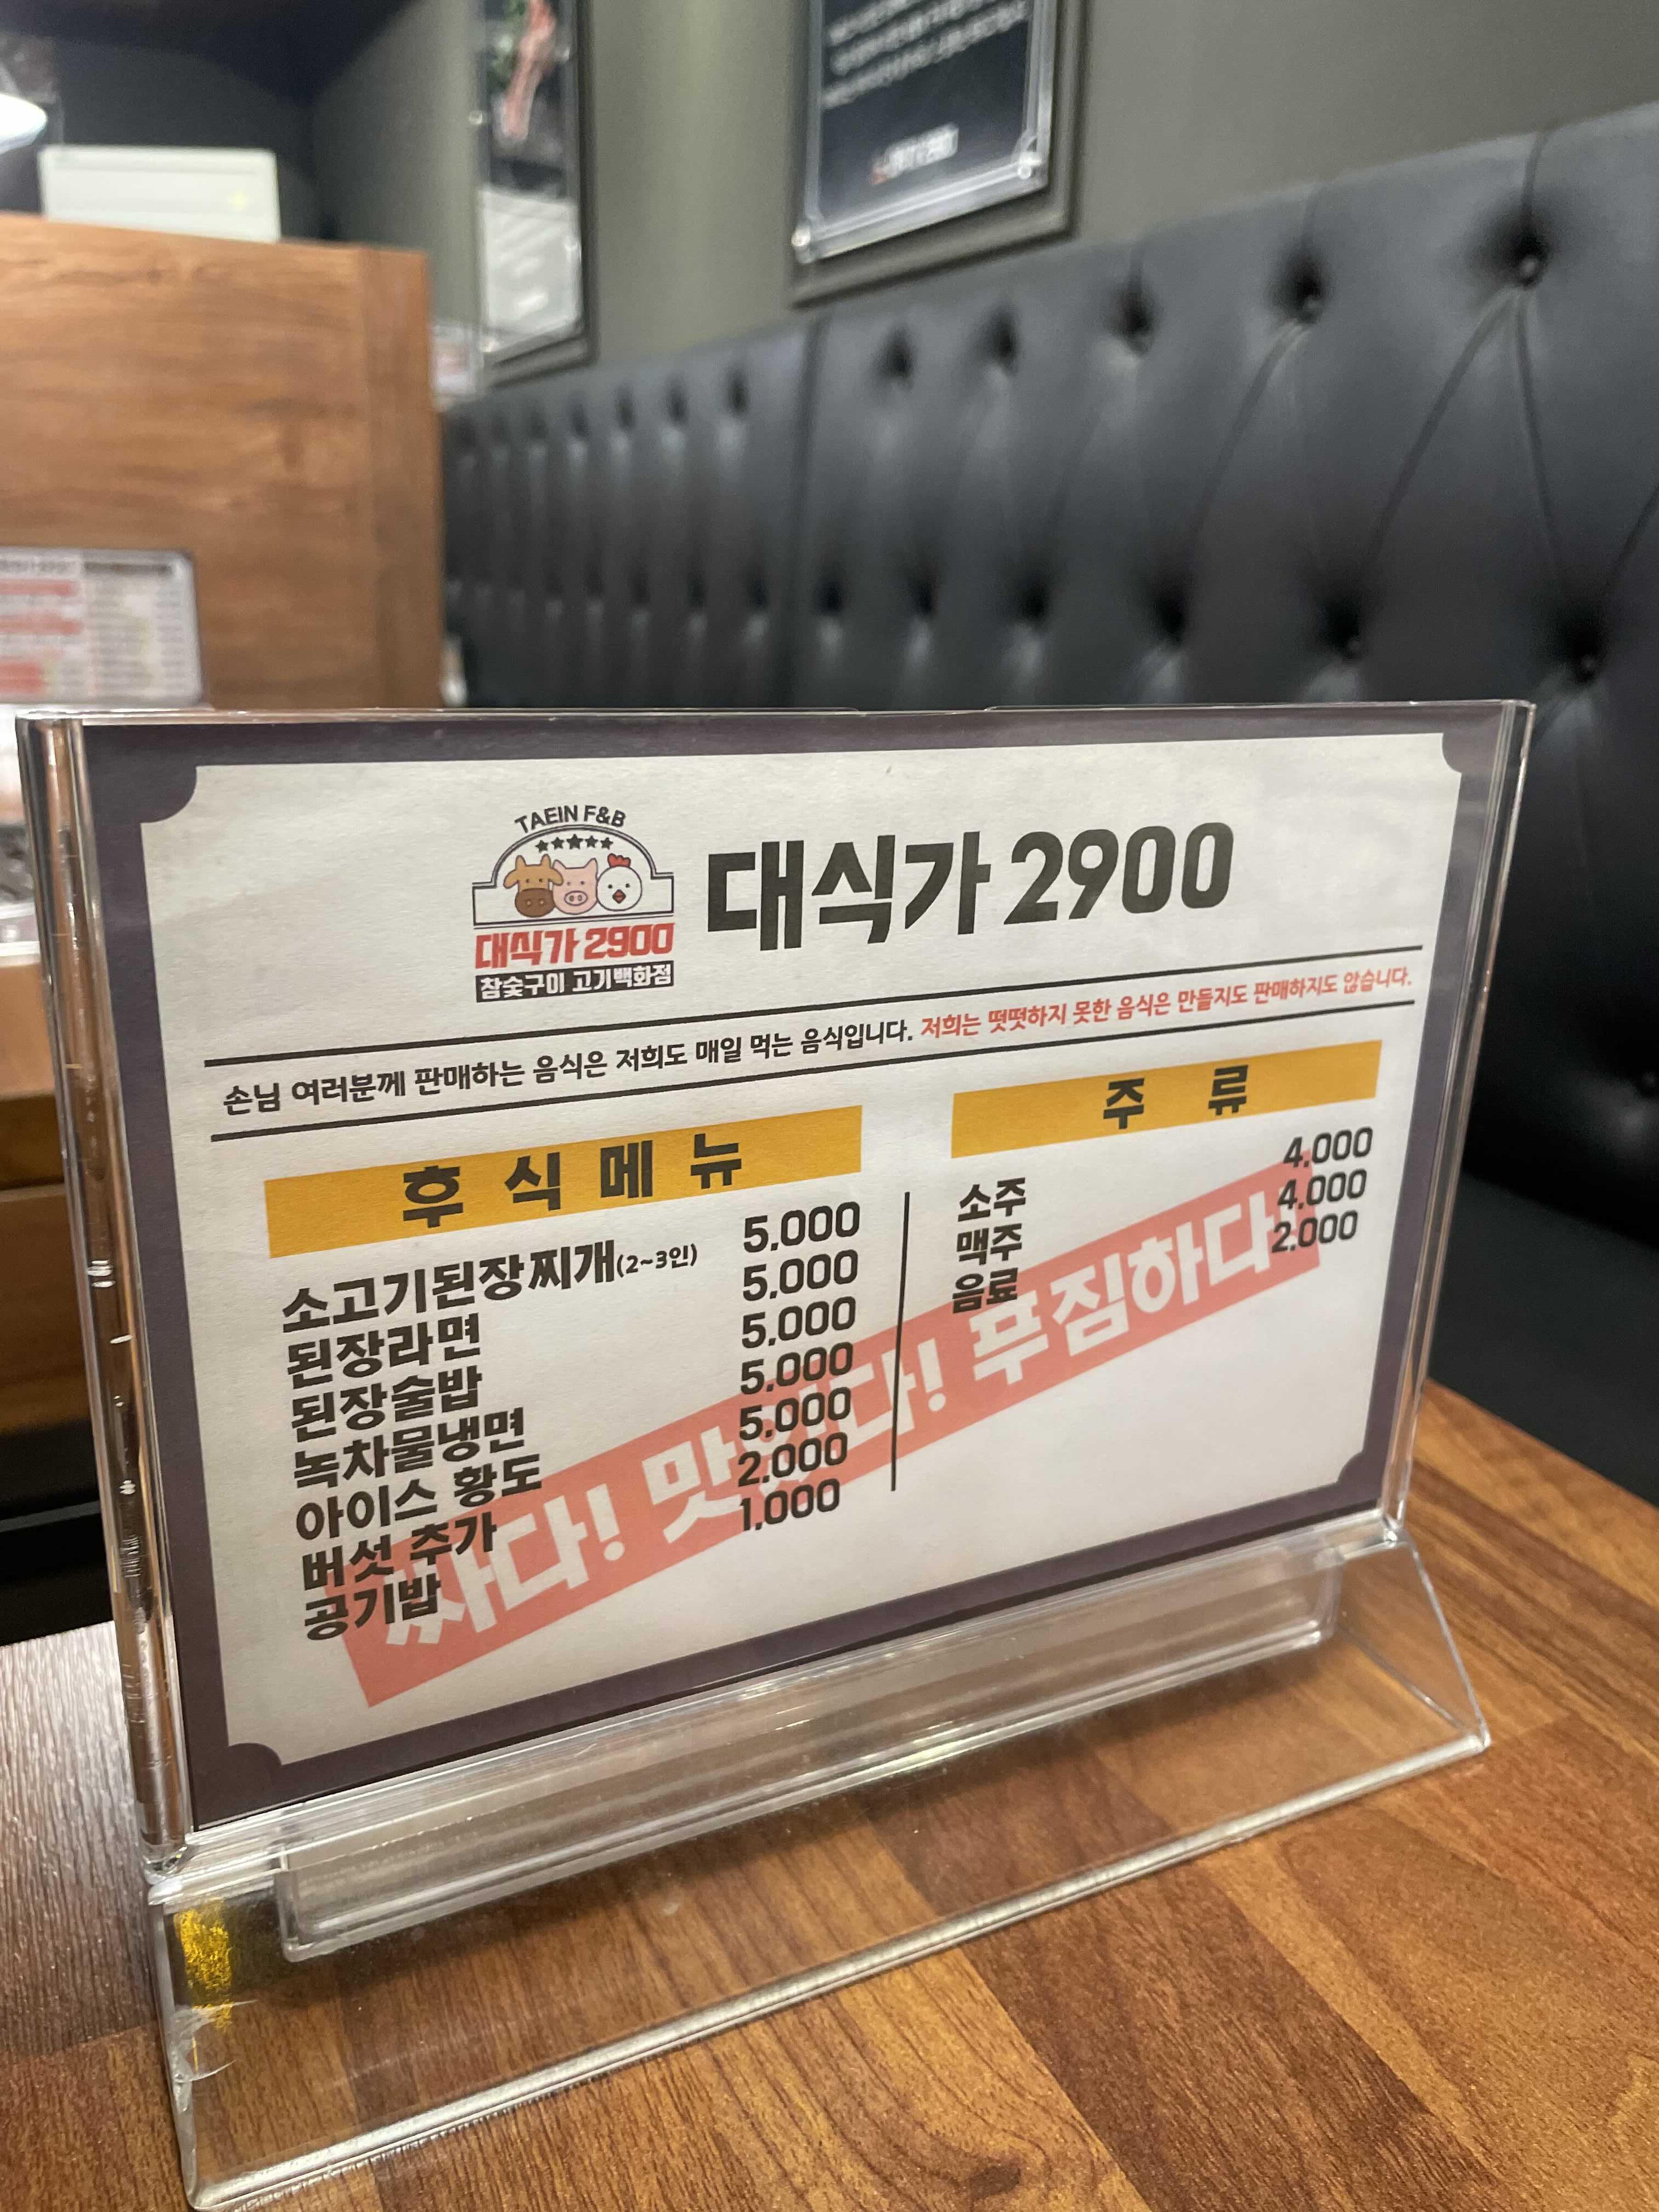 TAEIN F&B
대식가 2900
참숯구이 고기백화점
대식가 2900
손님 여러분께 판매하는 음식은 저희도 매일 먹는 음식입니다. 저희는 떳떳하지 못한 음식은 만들지도 판매하지도 않습니다.
후식메뉴
소고기된장찌개(2~3인) 5,000
된장라면 5,000
된장술밥 5,000
녹차물냉면 5,000
아이스 황도 5,000
버섯 추가 2,000
공기밥 1,000
주류
소주 4,000
맥주 4,000
음료 2,000
싸다! 맛있다! 푸짐하다!